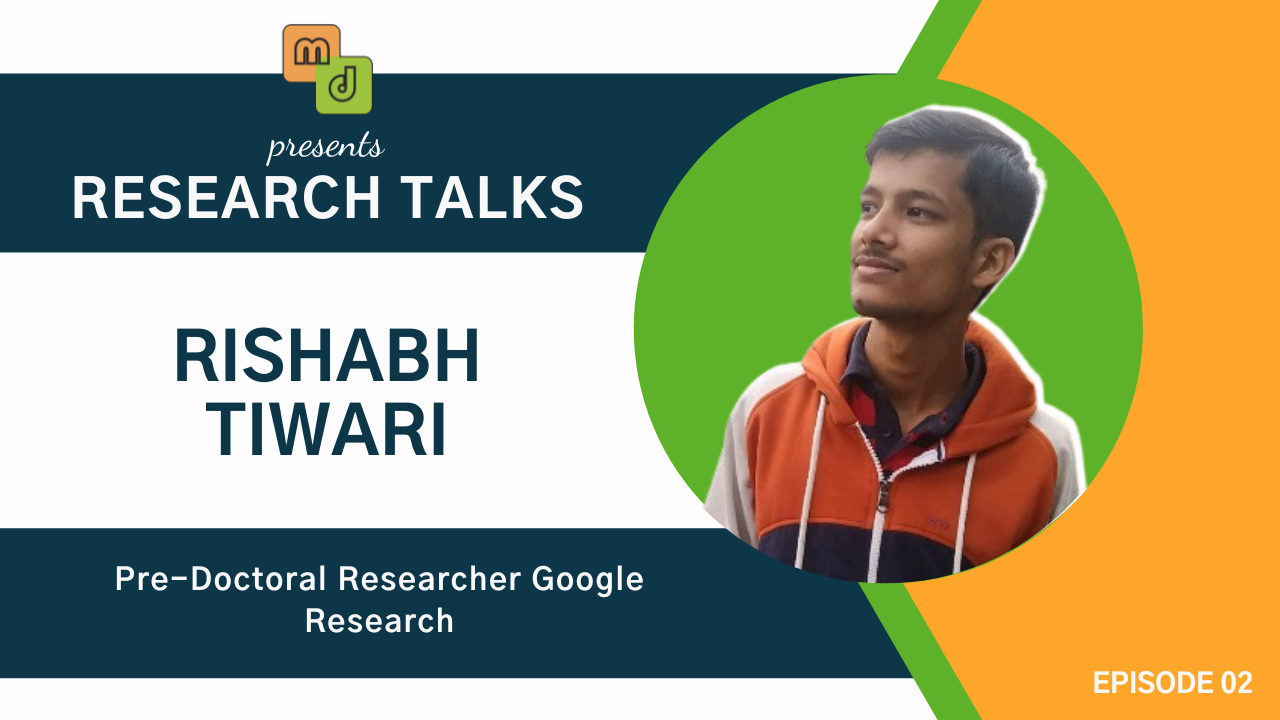 m
d
presents
RESEARCH TALKS
RISHABH
TIWARI
Pre-Doctoral Researcher Google
Research
EPISODE 02